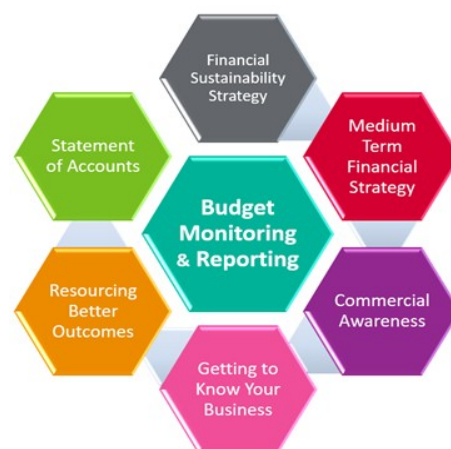 Financial
Sustainability
Strategy
Medium
Term
Financial
Strategy
Commercial
Awareness
Getting to
Know Your
Business
Resourcing
Better
Outcomes
Statement
of Accounts
Budget
Monitoring
& Reporting